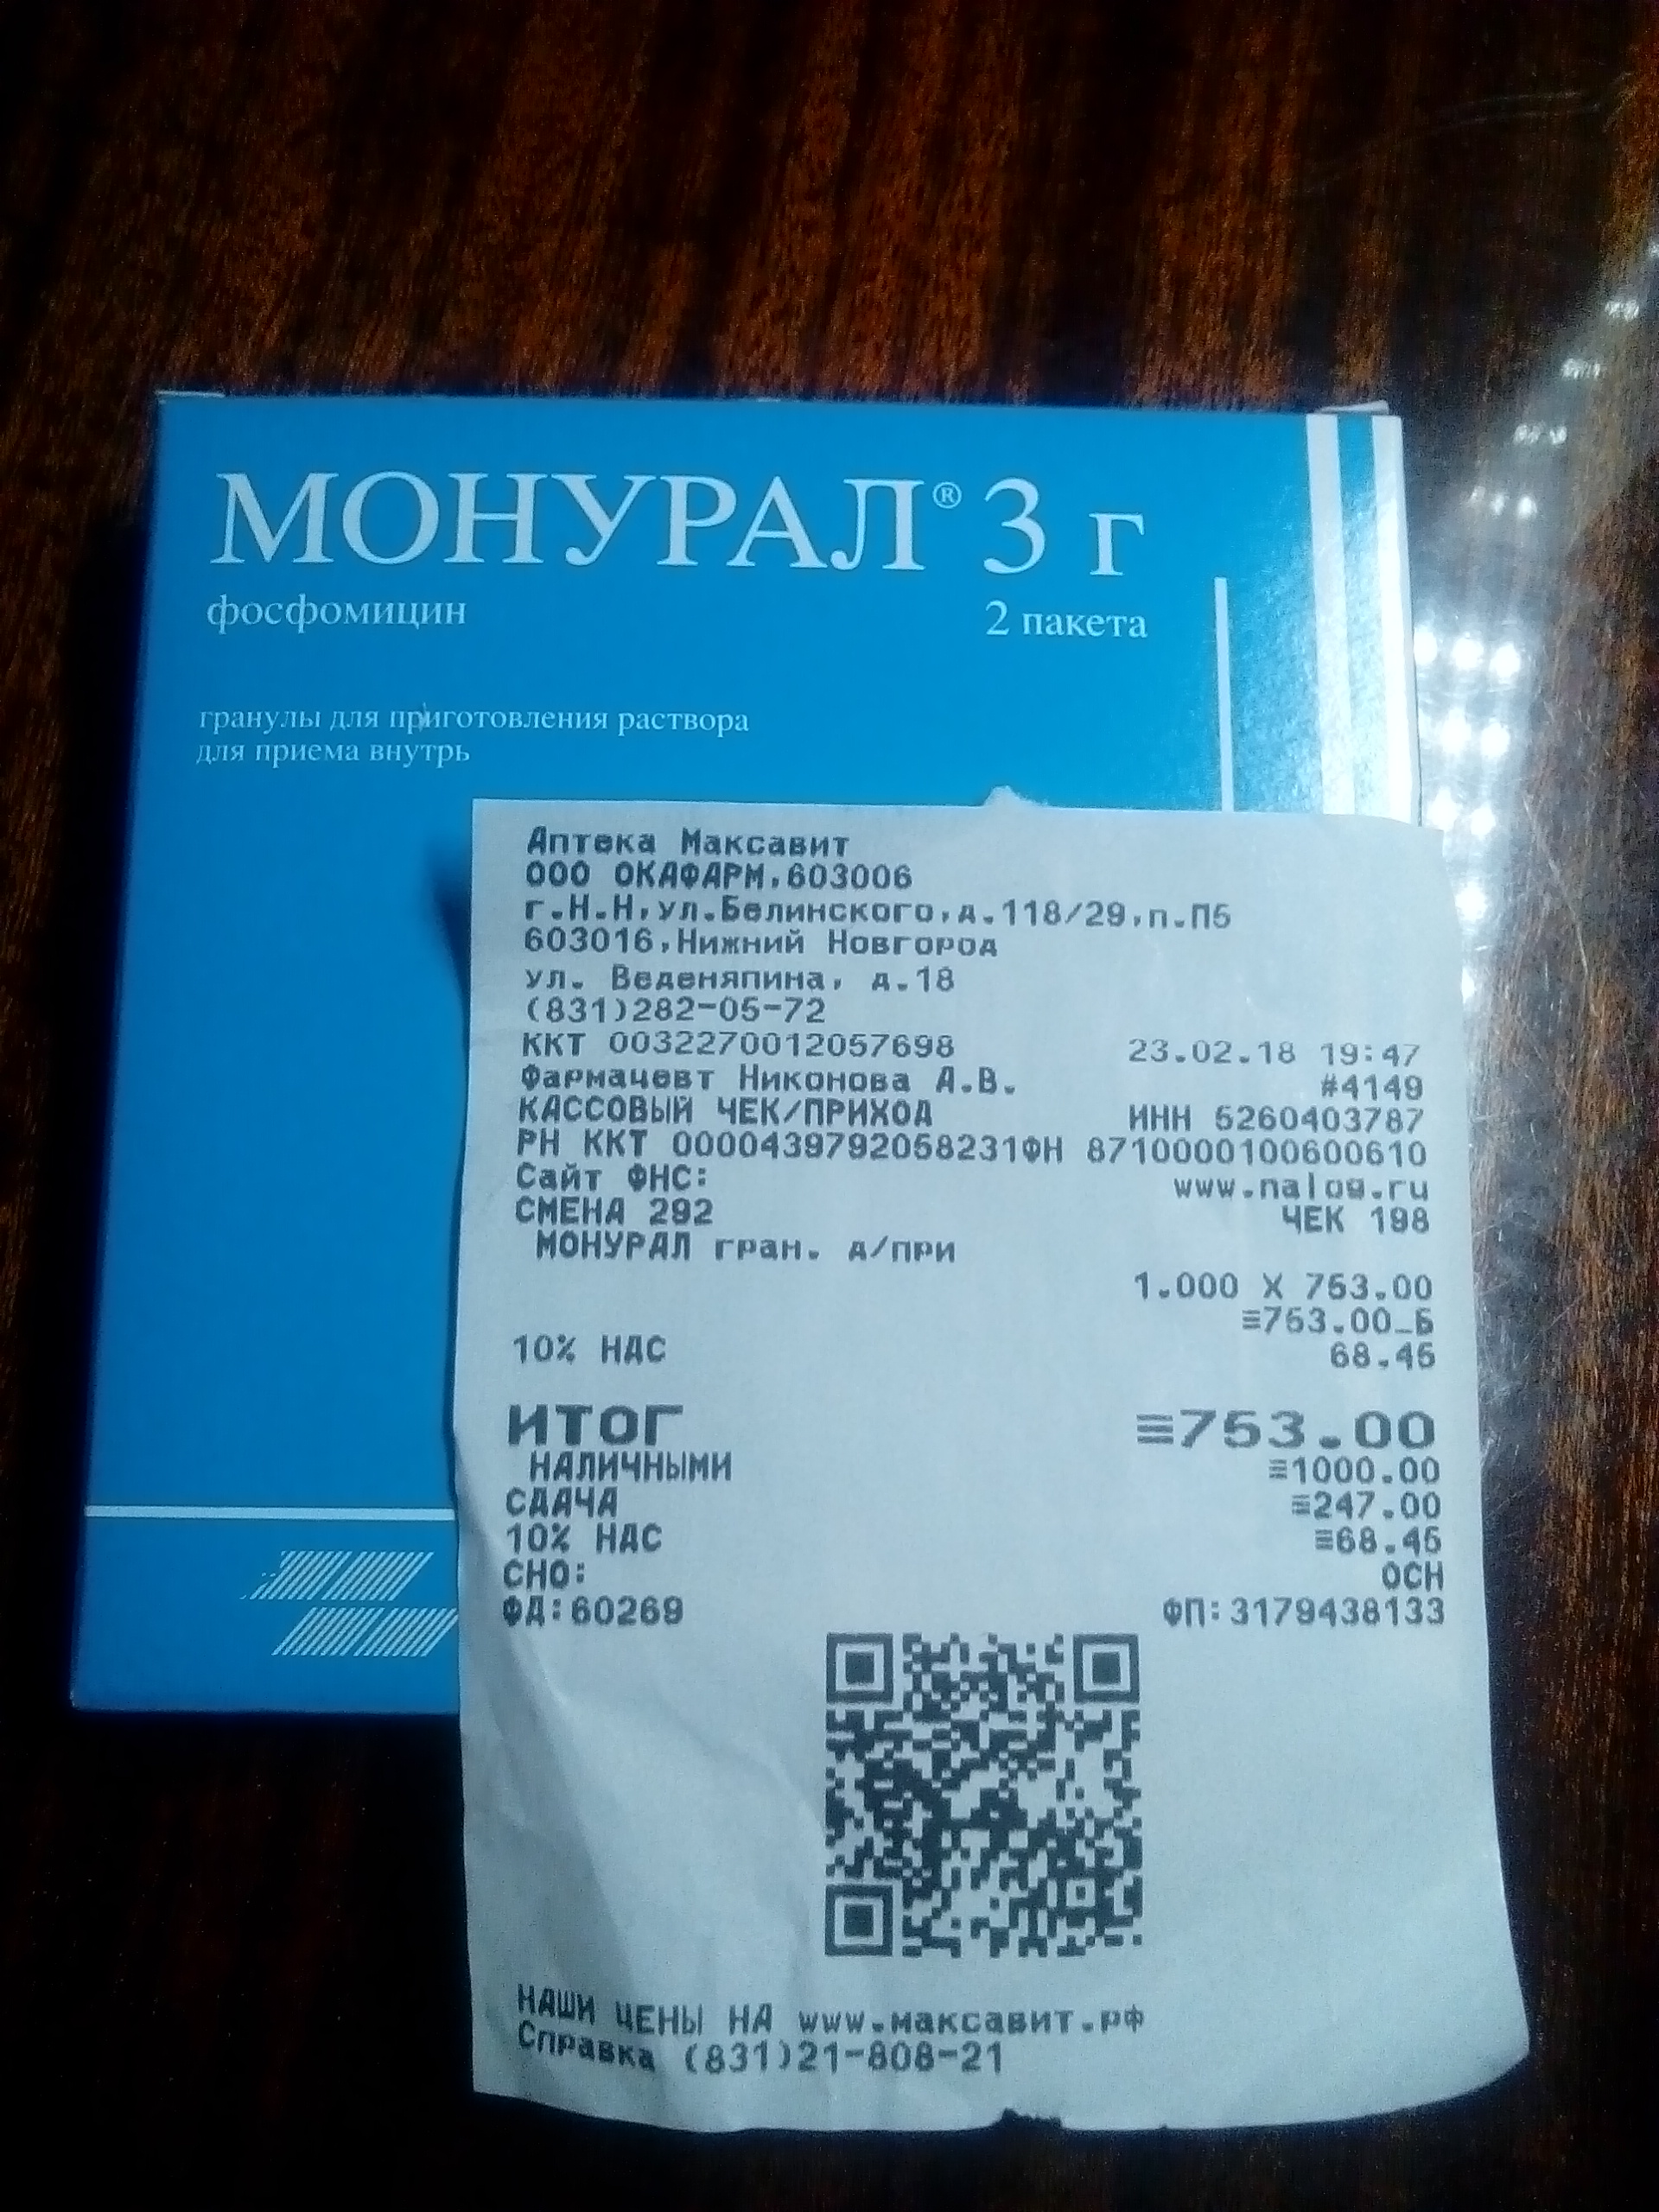 МОНУРАЛ® 3 г
фосфомицин
2 пакета
гранулы для приготовления раствора
для приема внутрь
Аптека Максавит
ООО ОКАФАРМ,603006
г.Н.Н,ул.Белинского,д.118/29,п.П5
603016,Нижний Новгород
ул. Веденяпина, д.18
(831)282-05-72
ККТ 0032270012057698 23.02.18 19:47
Фармацевт Никонова А.В. #4149
КАССОВЫЙ ЧЕК/ПРИХОД ИНН 5260403787
РН ККТ 0000439792058231ФН 8710000100600610
Сайт ФНС: www.nalog.ru
СМЕНА 292 ЧЕК 198
МОНУРАЛ гран. д/при
1.000 X 753.00
≡753.00_Б
10% НДС 68.45
ИТОГ ≡753.00
НАЛИЧНЫМИ ≡1000.00
СДАЧА ≡247.00
10% НДС ≡68.45
СНО: ОСН
ФД:60269 ФП:3179438133
НАШИ ЦЕНЫ НА www.максавит.рф
Справка (831)21-808-21